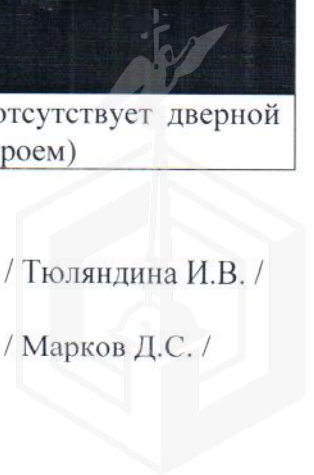 отсутствует дверной
роем)
/ Тюляндина И.В. /
/ Марков Д.С. /